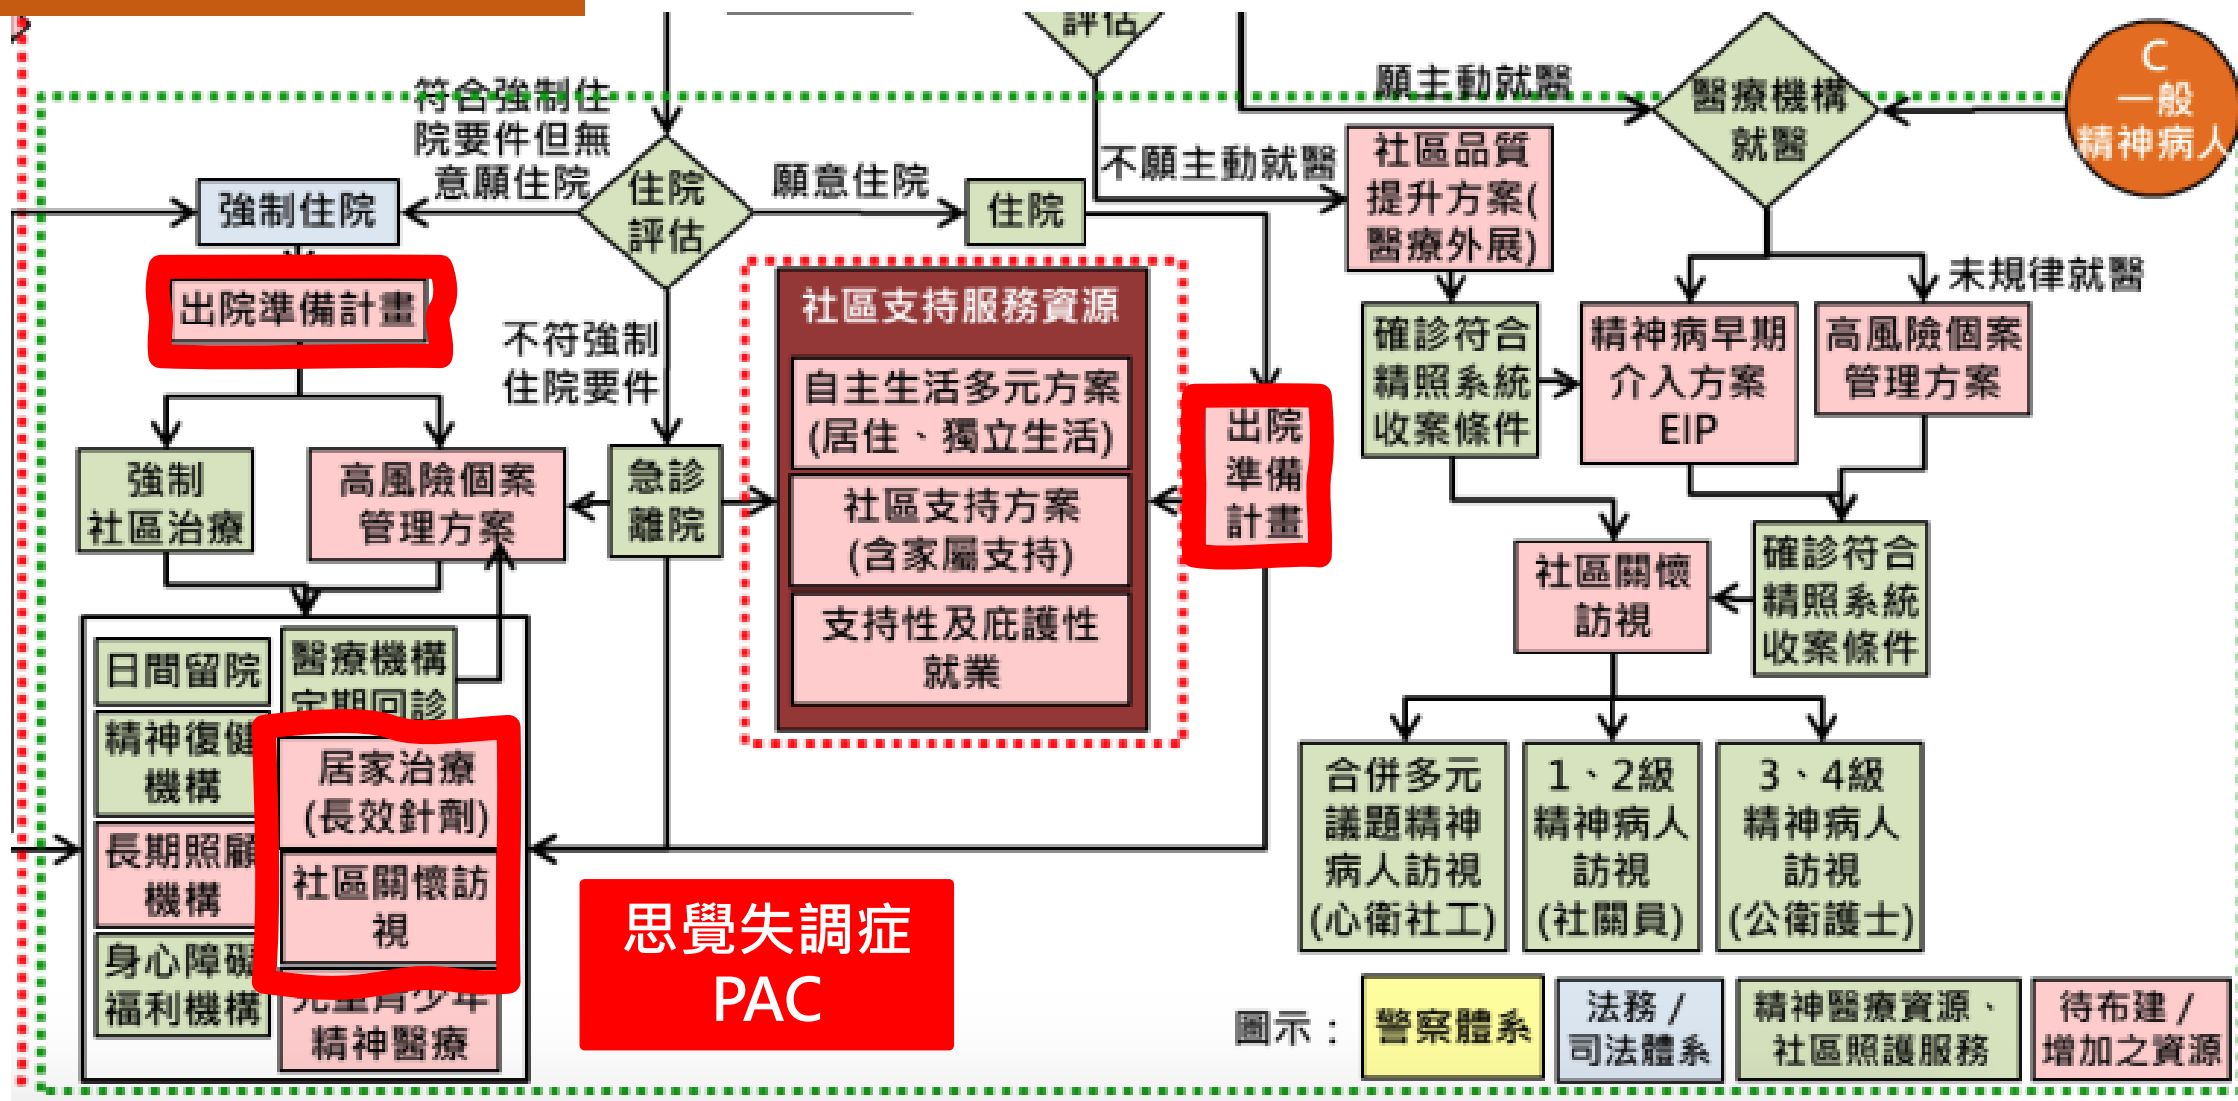 評估
C
一般
精神病人
符合強制住
院要件但無
意願住院
願主動就醫
醫療機構
就醫
不願主動就醫
社區品質
提升方案(
醫療外展)
強制住院
住院
評估
願意住院
住院
未規律就醫
出院準備計畫
不符強制
住院要件
社區支持服務資源
自主生活多元方案
(居住、獨立生活)
社區支持方案
(含家屬支持)
支持性及庇護性
就業
出院
準備
計畫
確診符合
精照系統
收案條件
精神病早期
介入方案
EIP
高風險個案
管理方案
強制
社區治療
高風險個案
管理方案
急診
離院
社區關懷
訪視
確診符合
精照系統
收案條件
日間留院
精神復健
機構
長期照顧
機構
身心障礙
福利機構
醫療機構
定期回診
居家治療
(長效針劑)
社區關懷訪
視
兒童青少年
精神醫療
思覺失調症
PAC
合併多元
議題精神
病人訪視
(心衛社工)
1、2級
精神病人
訪視
(社關員)
3、4級
精神病人
訪視
(公衛護士)
圖示：
警察體系
法務/
司法體系
精神醫療資源、
社區照護服務
待布建/
增加之資源